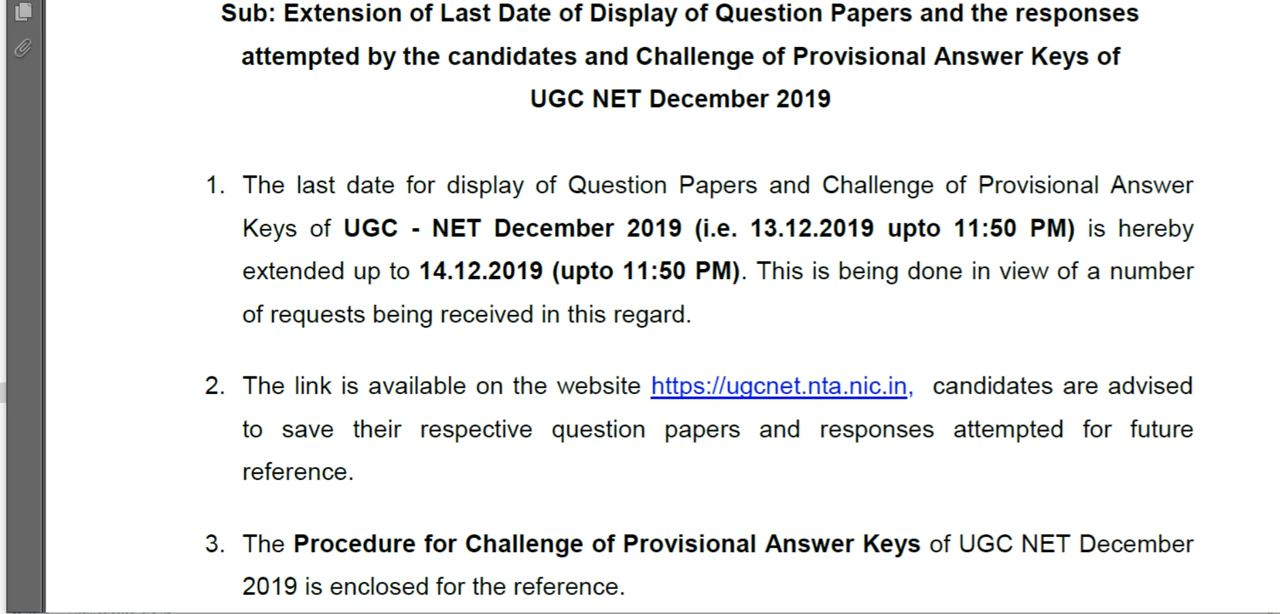 Sub: Extension of Last Date of Display of Question Papers and the responses
attempted by the candidates and Challenge of Provisional Answer Keys of
UGC NET December 2019
1. The last date for display of Question Papers and Challenge of Provisional Answer
Keys of UGC - NET December 2019 (i.e. 13.12.2019 upto 11:50 PM) is hereby
extended up to 14.12.2019 (upto 11:50 PM). This is being done in view of a number
of requests being received in this regard.
2. The link is available on the website https://ugcnet.nta.nic.in, candidates are advised
to save their respective question papers and responses attempted for future
reference.
3. The Procedure for Challenge of Provisional Answer Keys of UGC NET December
2019 is enclosed for the reference.